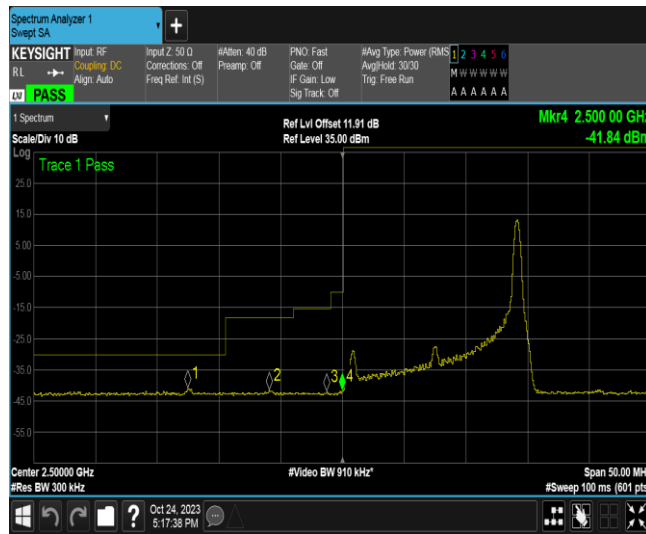 Spectrum Analyzer 1
Swept SA
KEYSIGHT
RL
LXI PASS
Input: RF
Coupling: DC
Align: Auto
Input Z: 50 Ω
Corrections: Off
Freq Ref: Int (S)
#Atten: 40 dB
Preamp: Off
PNO: Fast
Gate: Off
IF Gain: Low
Sig Track: Off
#Avg Type: Power (RMS
Avg|Hold: 30/30
Trig: Free Run
1 2 3 4 5 6
M W W W W W
A A A A A A
1 Spectrum
Scale/Div 10 dB
Log
Ref Lvl Offset 11.91 dB
Ref Level 35.00 dBm
Mkr4 2.500 00 GHz
-41.84 dBm
Trace 1 Pass
25.0
15.0
5.00
-5.00
-15.0
-25.0
-35.0
-45.0
-55.0
1
2
3
4
Center 2.50000 GHz
#Res BW 300 kHz
#Video BW 910 kHz*
Span 50.00 MH
#Sweep 100 ms (601 pts
?
Oct 24, 2023
5:17:38 PM